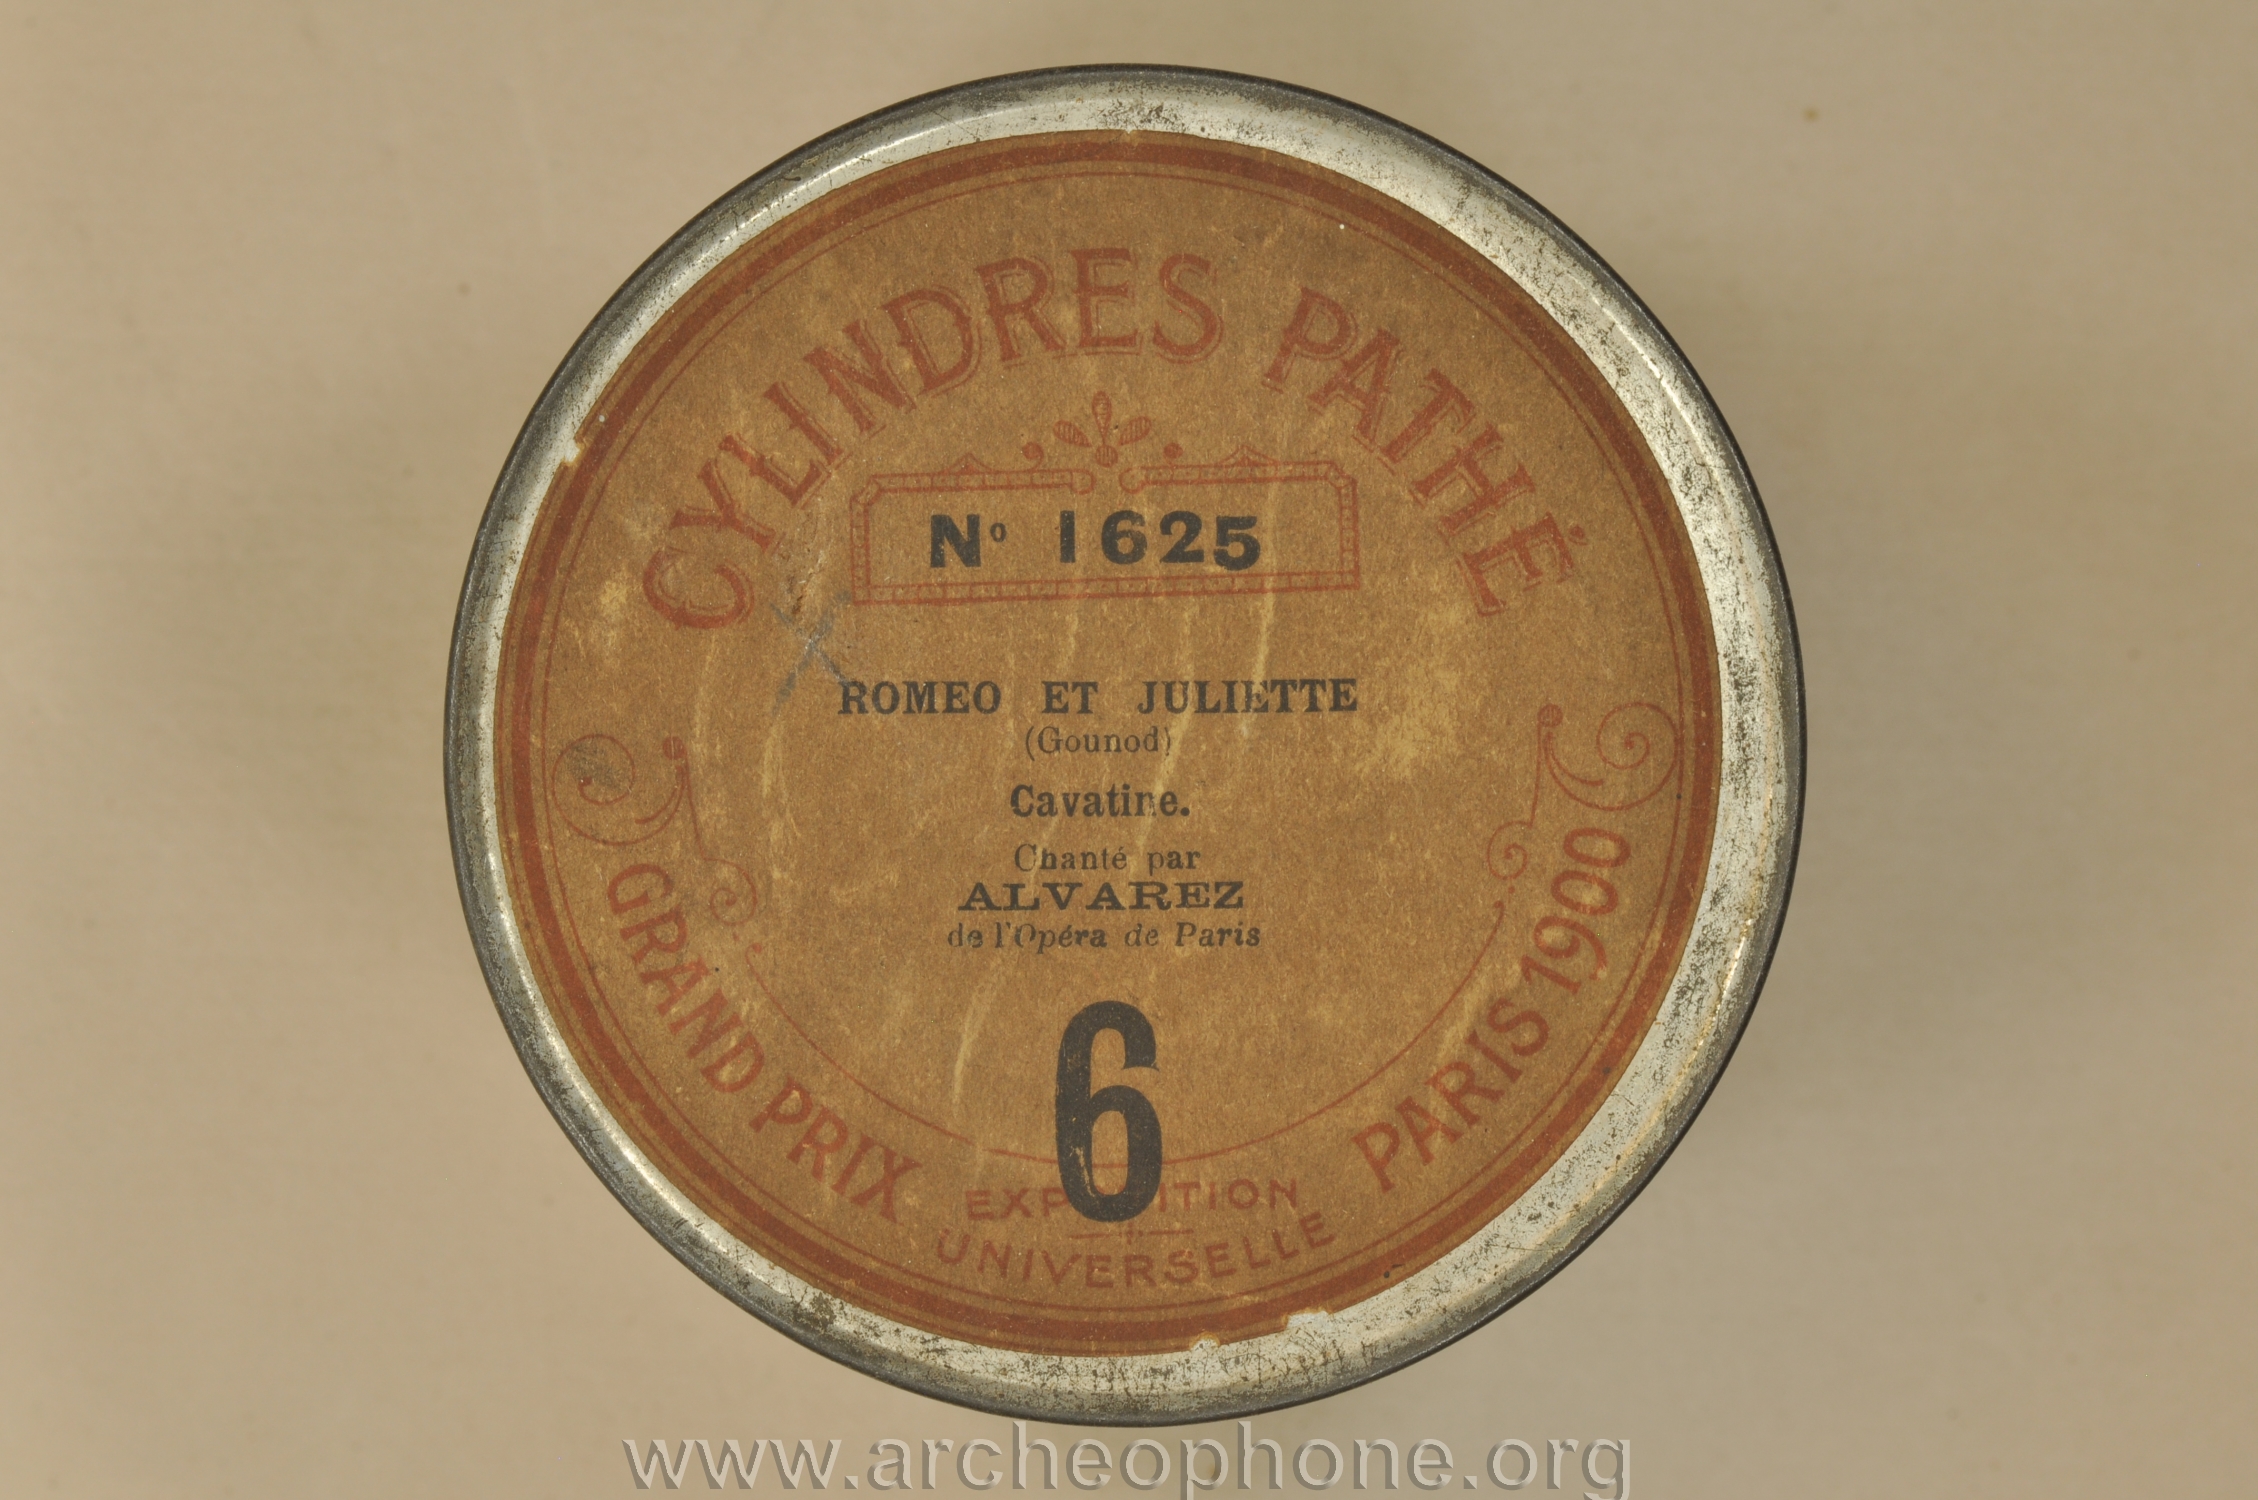 CYLINDRES PATHÉ
Nº 1625
ROMEO ET JULIETTE
(Gounod)
Cavatine.
Chanté par
ALVAREZ
de l'Opéra de Paris
6
GRAND PRIX
EXPOSITION
UNIVERSELLE
PARIS 1900
www.archeophone.org